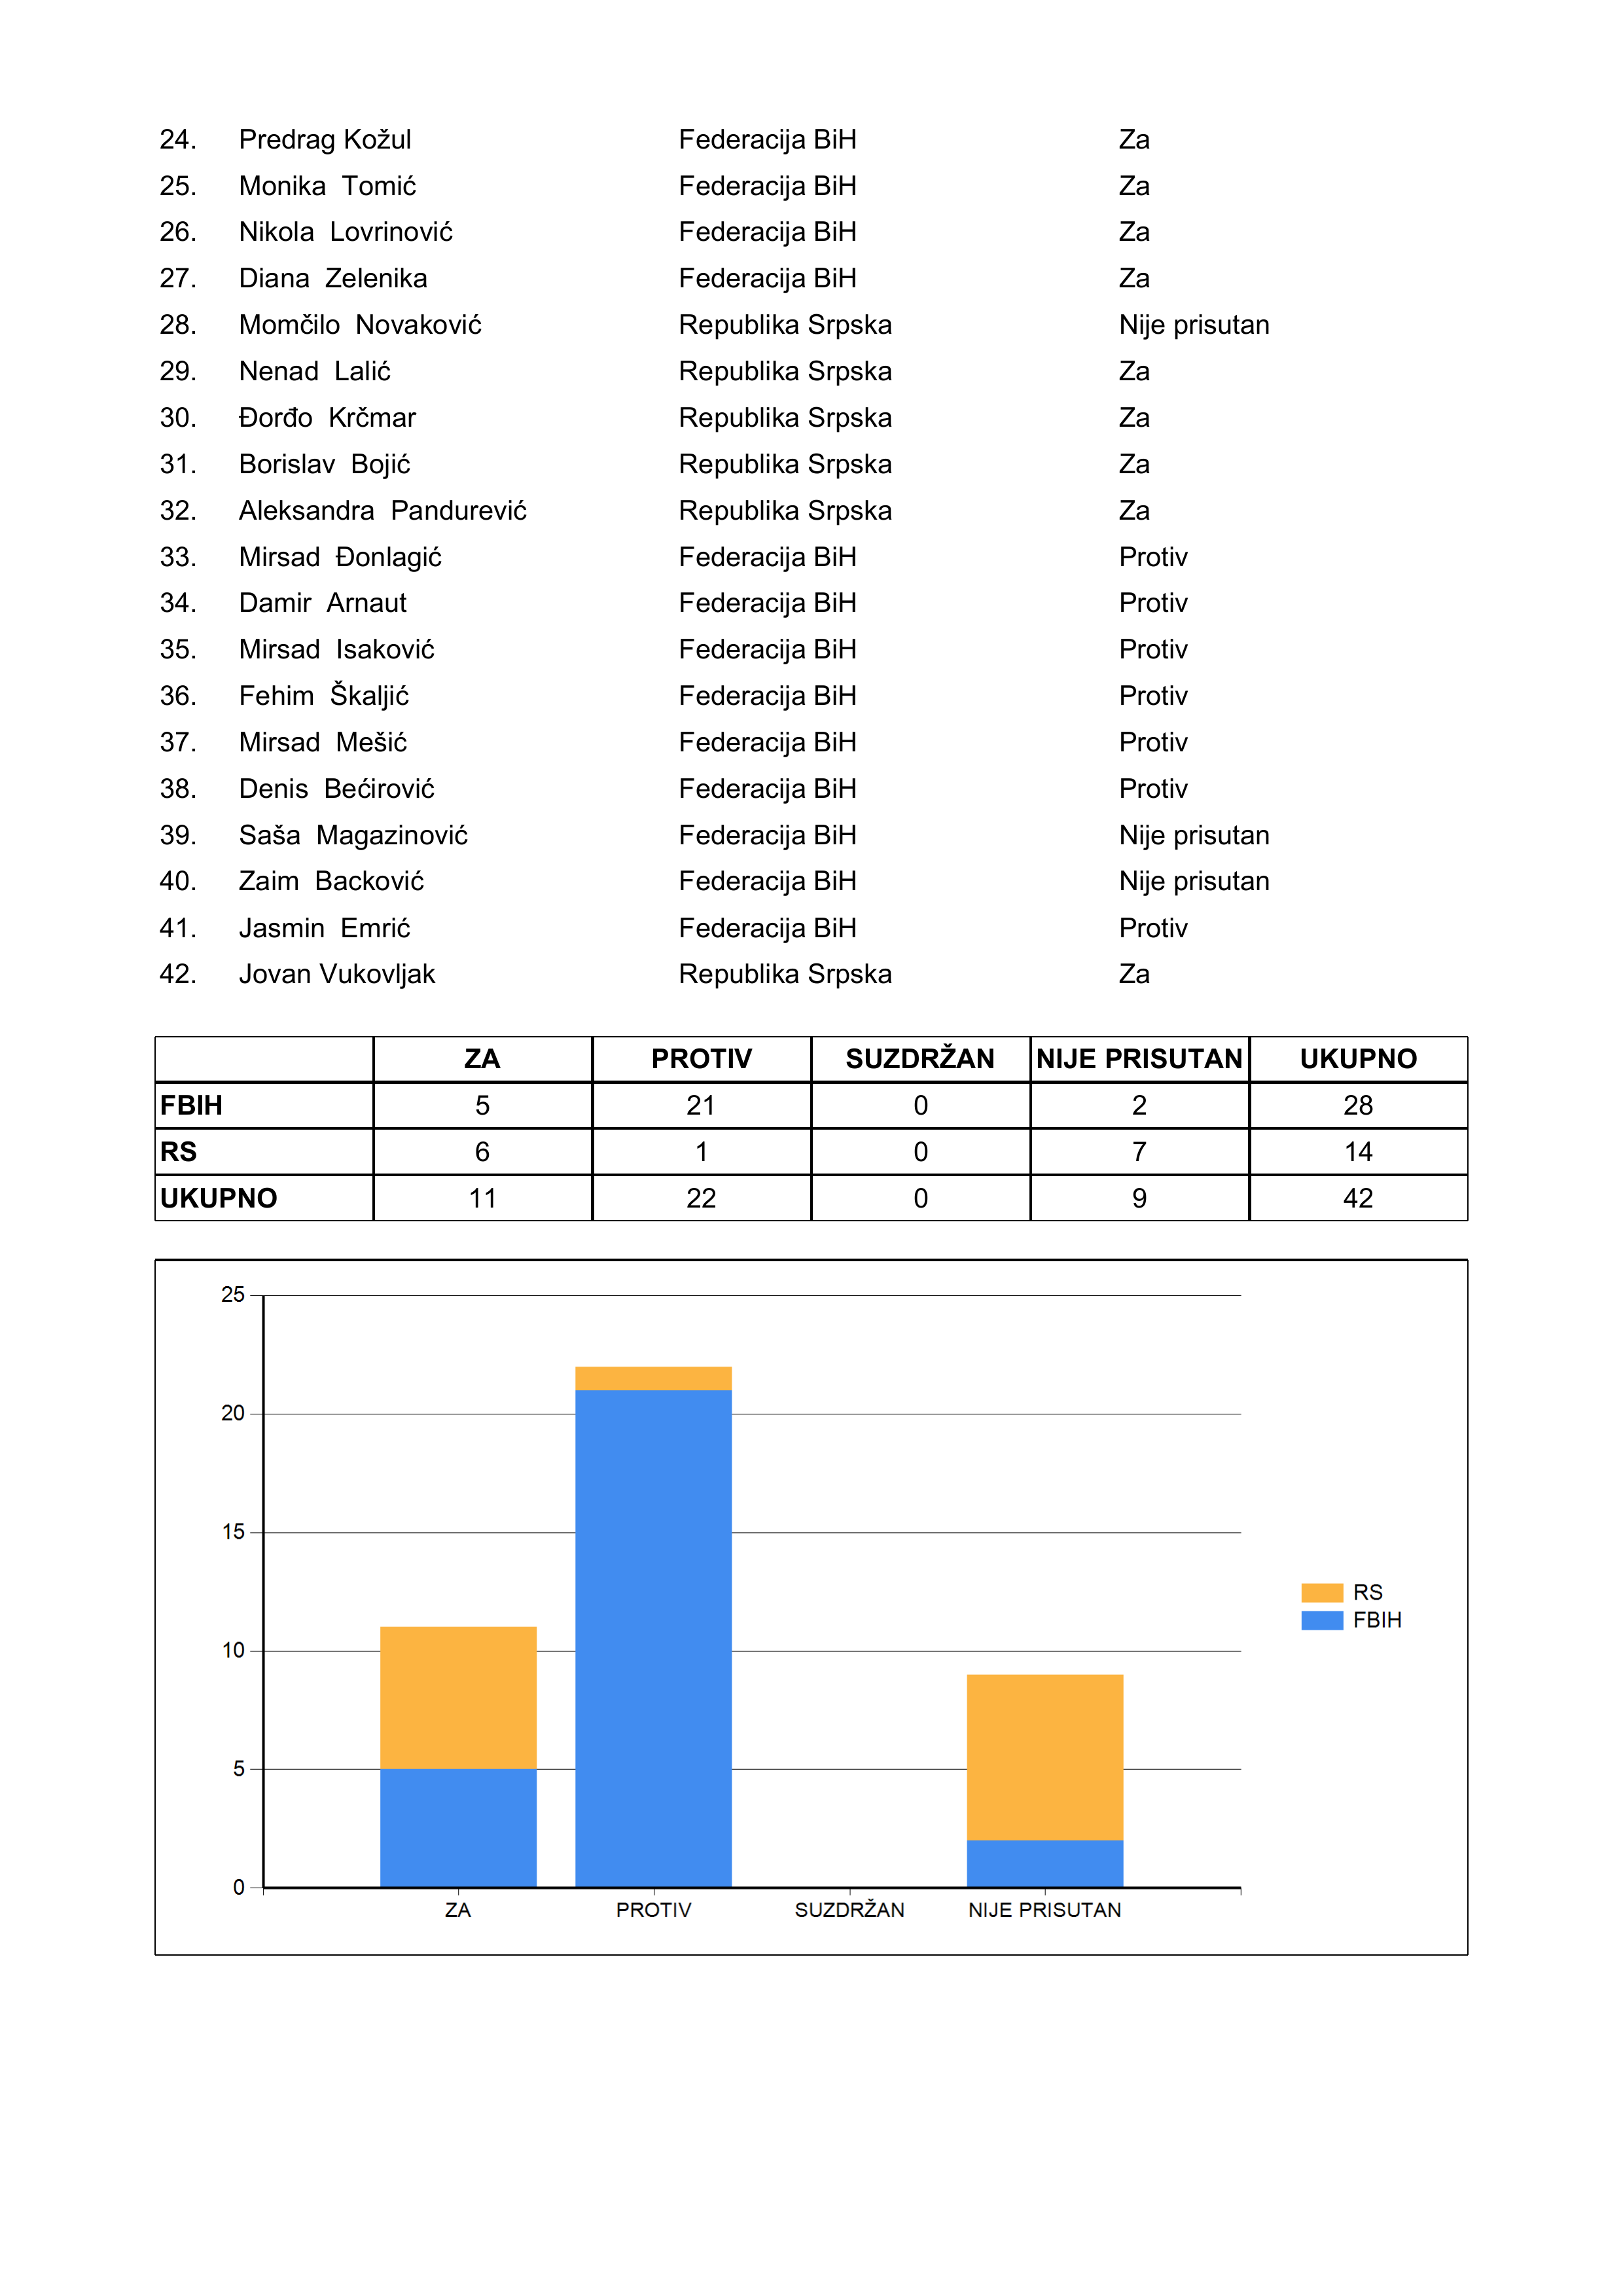 24. Predrag Kožul Federacija BiH Za
25. Monika Tomić Federacija BiH Za
26. Nikola Lovrinović Federacija BiH Za
27. Diana Zelenika Federacija BiH Za
28. Momčilo Novaković Republika Srpska Nije prisutan
29. Nenad Lalić Republika Srpska Za
30. Đorđo Krčmar Republika Srpska Za
31. Borislav Bojić Republika Srpska Za
32. Aleksandra Pandurević Republika Srpska Za
33. Mirsad Đonlagić Federacija BiH Protiv
34. Damir Arnaut Federacija BiH Protiv
35. Mirsad Isaković Federacija BiH Protiv
36. Fehim Škaljić Federacija BiH Protiv
37. Mirsad Mešić Federacija BiH Protiv
38. Denis Bećirović Federacija BiH Protiv
39. Saša Magazinović Federacija BiH Nije prisutan
40. Zaim Backović Federacija BiH Nije prisutan
41. Jasmin Emrić Federacija BiH Protiv
42. Jovan Vukovljak Republika Srpska Za
ZA PROTIV SUZDRŽAN NIJE PRISUTAN UKUPNO
FBIH 5 21 0 2 28
RS 6 1 0 7 14
UKUPNO 11 22 0 9 42
25
20
15
10
5
0
ZA PROTIV SUZDRŽAN NIJE PRISUTAN
RS
FBIH